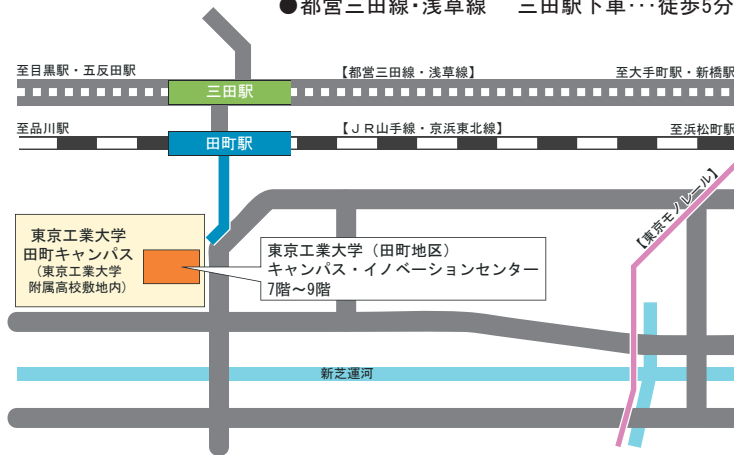 ●都営三田線・浅草線　三田駅下車･･･徒歩5分
至目黒駅・五反田駅
【都営三田線・浅草線】
至大手町駅・新橋駅
三田駅
至品川駅
【ＪＲ山手線・京浜東北線】
至浜松町駅
田町駅
【東京モノレール】
東京工業大学
田町キャンパス
（東京工業大学
附属高校敷地内）
東京工業大学（田町地区）
キャンパス・イノベーションセンター
7階～9階
新芝運河